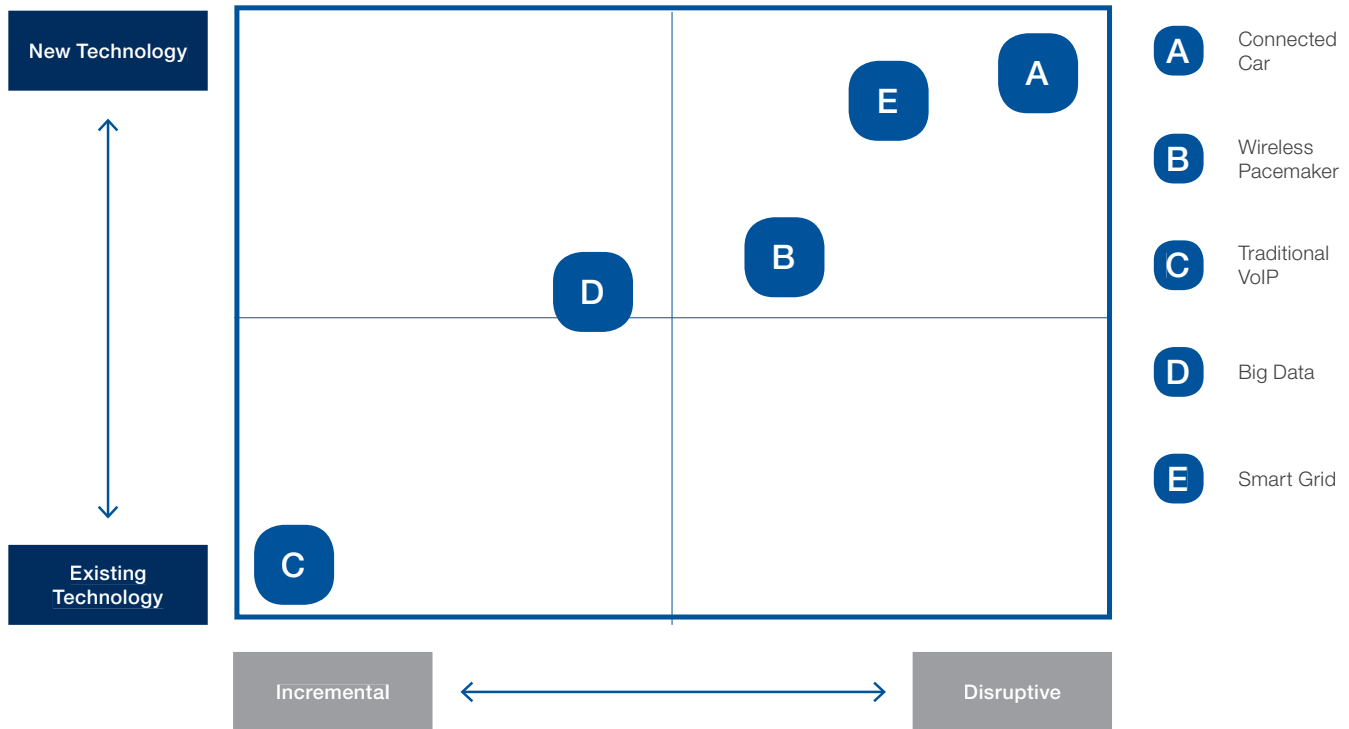 New Technology
Existing
Technology
A
E
B
D
C
Incremental
Disruptive
A
Connected
Car
B
Wireless
Pacemaker
C
Traditional
VoIP
D
Big Data
E
Smart Grid